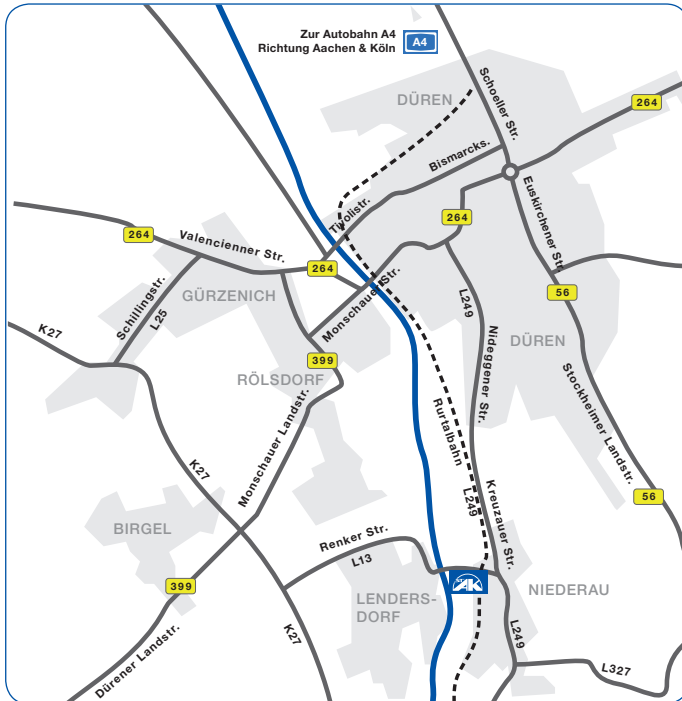 Zur Autobahn A4
Richtung Aachen & Köln
A4
DÜREN
Schoeller Str.
264
Bismarcks.
Tivolistr.
Euskirchener Str.
264
264
Valencienner Str.
264
Schillingstr.
L25
GÜRZENICH
Monschauer Str.
L249
56
K27
399
RÖLSDORF
Nideggener Str.
DÜREN
Stockheimer Landstr.
Monschauer Landstr.
Rurtalbahn
K27
L249
Kreuzauer Str.
56
BIRGEL
Renker Str.
L13
AK
399
LENDERS-
DORF
NIEDERAU
K27
L249
Dürener Landstr.
L327